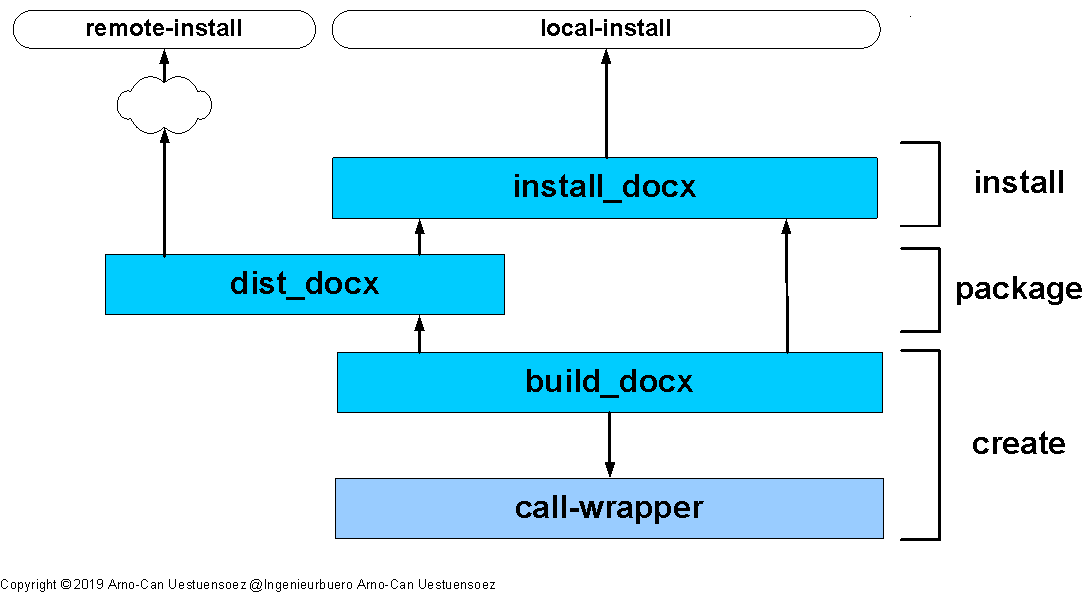 remote-install
local-install
install_docx
install
dist_docx
package
build_docx
create
call-wrapper
Copyright ©2019 Arno-Can Uestuensoez @Ingenieurbuero Arno-Can Uestuensoez